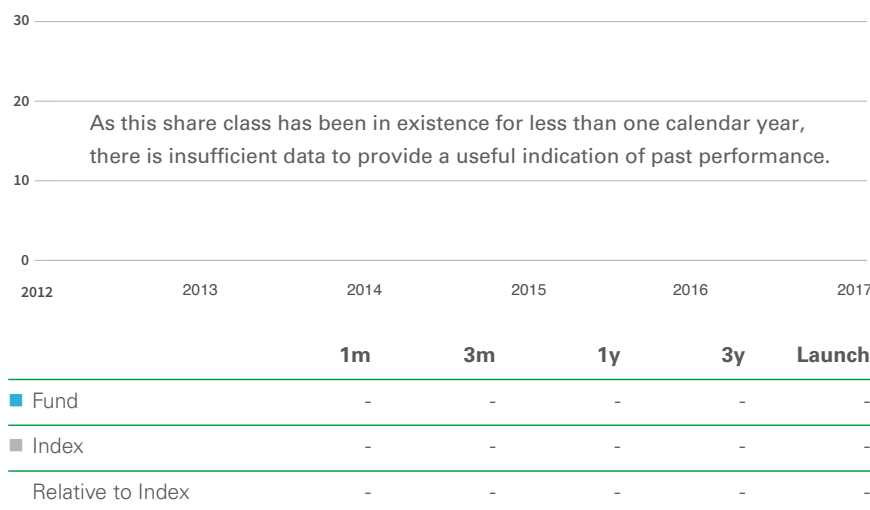 30
20
As this share class has been in existence for less than one calendar year,
there is insufficient data to provide a useful indication of past performance.
10
0
2012 2013 2014 2015 2016 2017
1m 3m 1y 3y Launch
Fund - - - - -
Index - - - - -
Relative to Index - - - - -